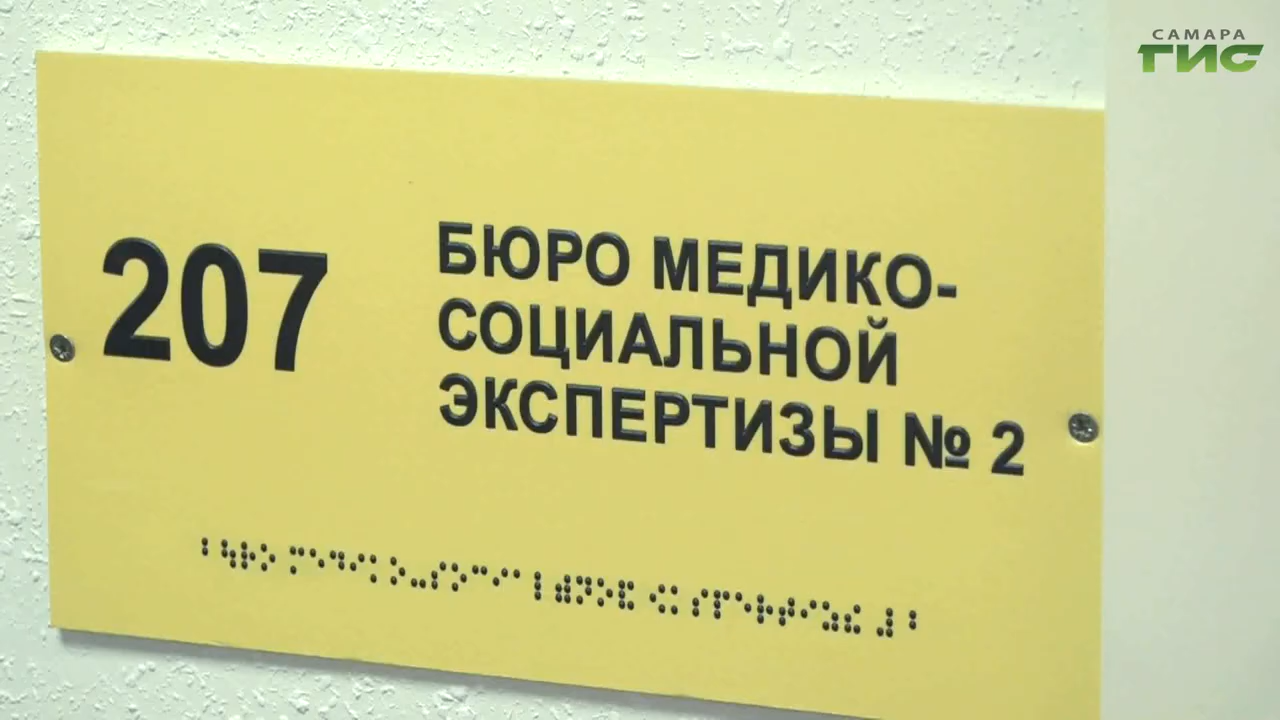 САМАРА
ГИС
207
БЮРО МЕДИКО-
СОЦИАЛЬНОЙ
ЭКСПЕРТИЗЫ № 2